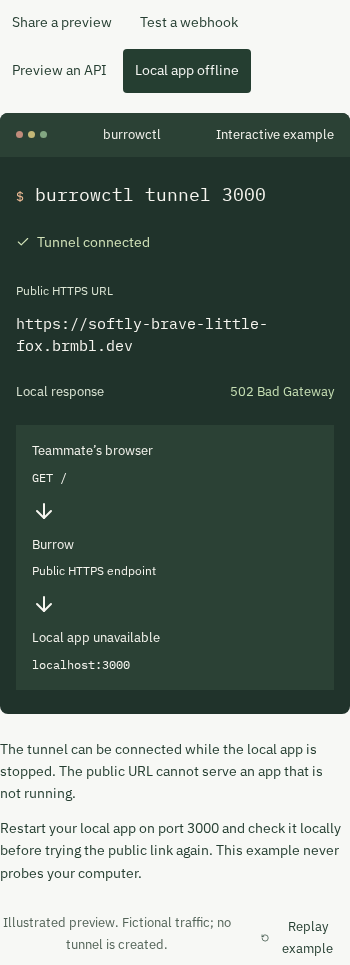 Share a preview Test a webhook
Preview an API Local app offline
burrowctl Interactive example
$ burrowctl tunnel 3000
✓ Tunnel connected
Public HTTPS URL
https://softly-brave-little-
fox.brmbl.dev
Local response 502 Bad Gateway
Teammate’s browser
GET /
↓
Burrow
Public HTTPS endpoint
↓
Local app unavailable
localhost:3000
The tunnel can be connected while the local app is
stopped. The public URL cannot serve an app that is
not running.
Restart your local app on port 3000 and check it locally
before trying the public link again. This example never
probes your computer.
Illustrated preview. Fictional traffic; no
tunnel is created.
Replay
example